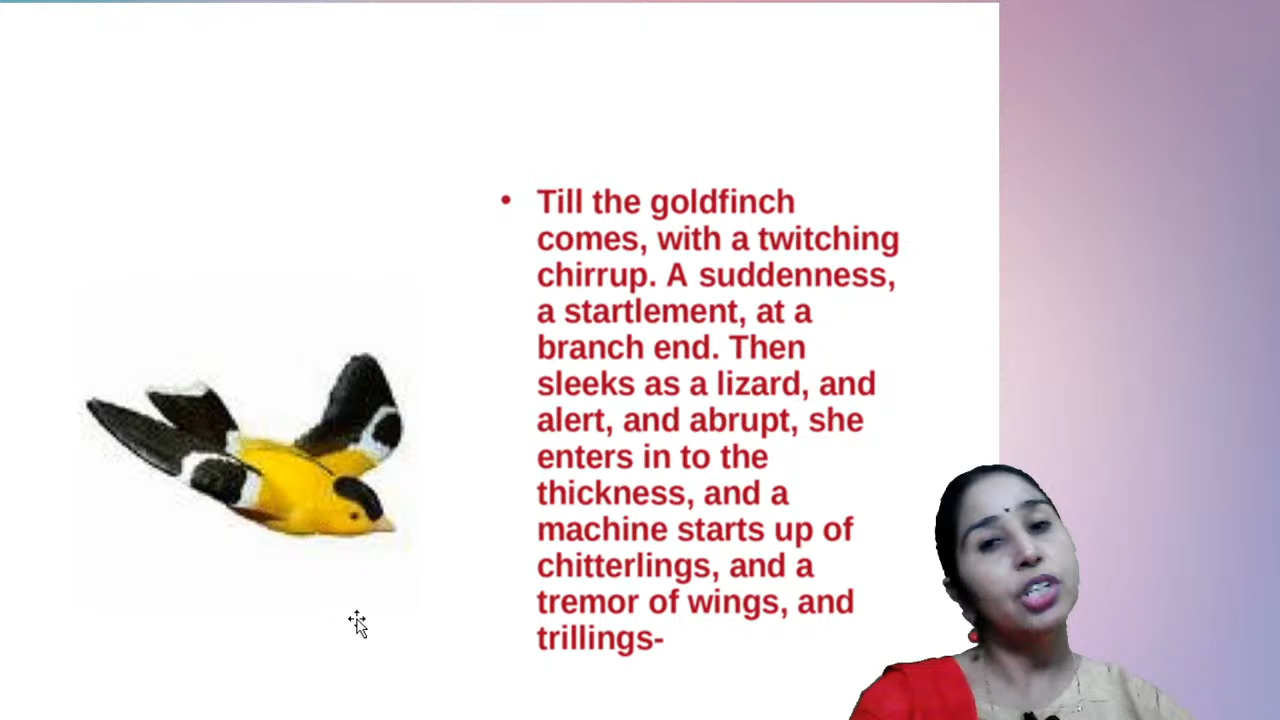 • Till the goldfinch
comes, with a twitching
chirrup. A suddenness,
a startlement, at a
branch end. Then
sleeks as a lizard, and
alert, and abrupt, she
enters in to the
thickness, and a
machine starts up of
chitterlings, and a
tremor of wings, and
trillings-